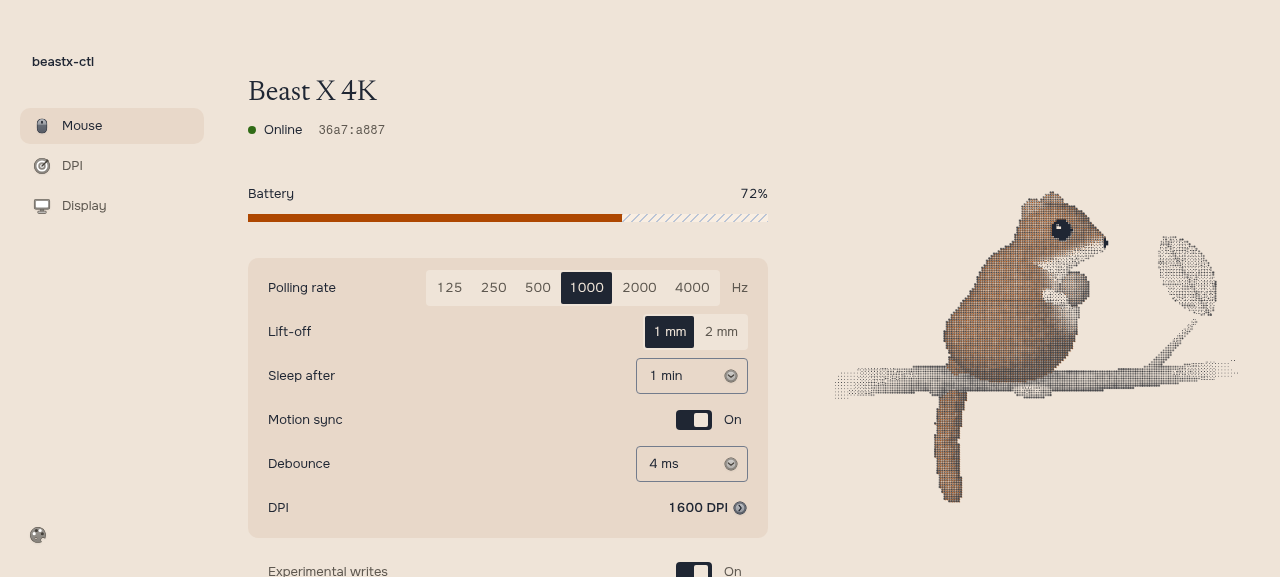 beastx-ctl
Mouse
DPI
Display
Beast X 4K
Online 36a7:a887
Battery 72%
Polling rate 125 250 500 1000 2000 4000 Hz
Lift-off 1 mm 2 mm
Sleep after 1 min
Motion sync On
Debounce 4 ms
DPI 1600 DPI
Experimental writes On